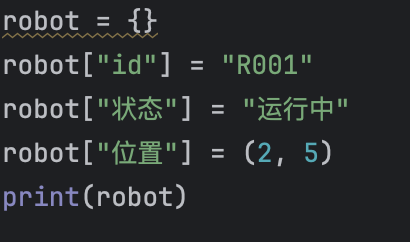 robot = {}
robot["id"] = "R001"
robot["状态"] = "运行中"
robot["位置"] = (2, 5)
print(robot)